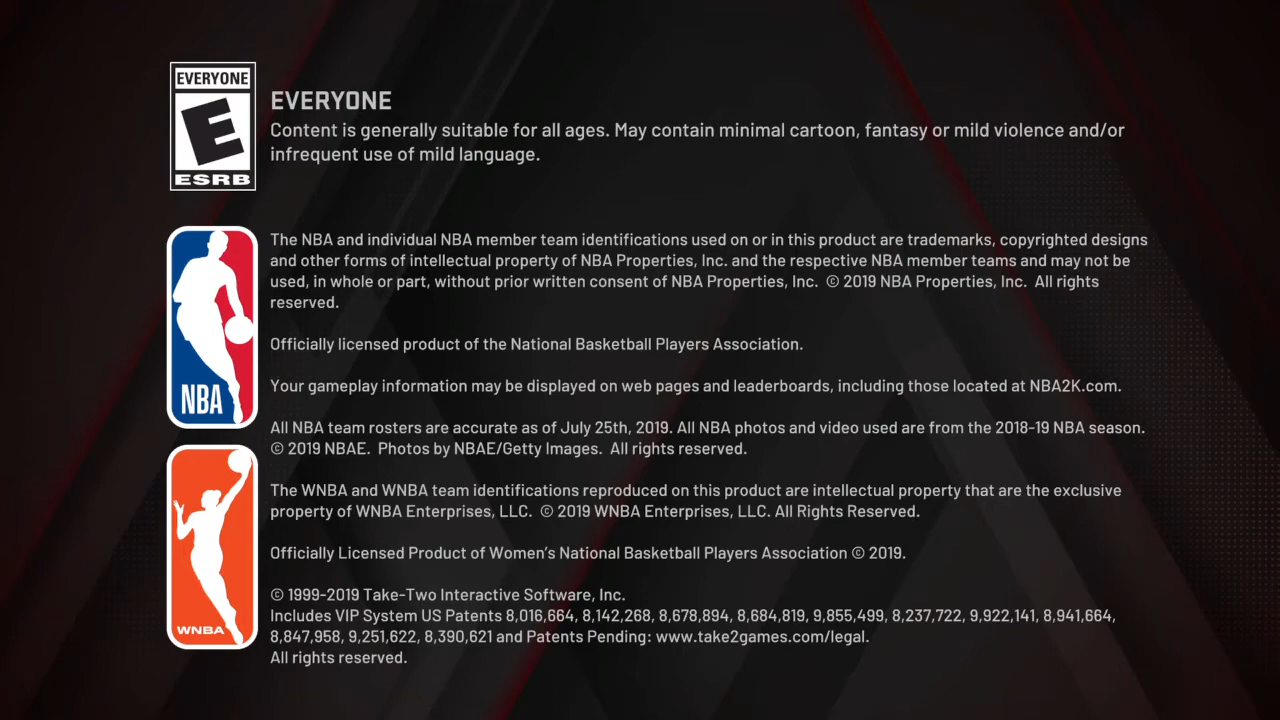 EVERYONE
E
ESRB
EVERYONE
Content is generally suitable for all ages. May contain minimal cartoon, fantasy or mild violence and/or
infrequent use of mild language.
The NBA and individual NBA member team identifications used on or in this product are trademarks, copyrighted designs
and other forms of intellectual property of NBA Properties, Inc. and the respective NBA member teams and may not be
used, in whole or part, without prior written consent of NBA Properties, Inc.  © 2019 NBA Properties, Inc.  All rights
reserved.
Officially licensed product of the National Basketball Players Association.
Your gameplay information may be displayed on web pages and leaderboards, including those located at NBA2K.com.
NBA
All NBA team rosters are accurate as of July 25th, 2019. All NBA photos and video used are from the 2018-19 NBA season.
© 2019 NBAE.  Photos by NBAE/Getty Images.  All rights reserved.
The WNBA and WNBA team identifications reproduced on this product are intellectual property that are the exclusive
property of WNBA Enterprises, LLC.  © 2019 WNBA Enterprises, LLC. All Rights Reserved.
Officially Licensed Product of Women's National Basketball Players Association © 2019.
© 1999-2019 Take-Two Interactive Software, Inc.
Includes VIP System US Patents 8,016,664, 8,142,268, 8,678,894, 8,684,819, 9,855,499, 8,237,722, 9,922,141, 8,941,664,
WNBA
8,847,958, 9,251,622, 8,390,621 and Patents Pending: www.take2games.com/legal.
All rights reserved.